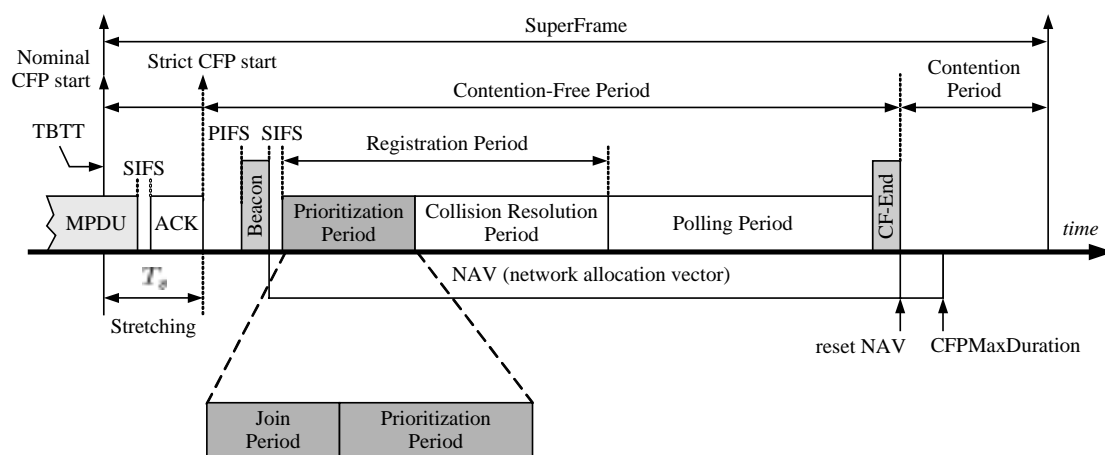 SuperFrame
Nominal
CFP start
Strict CFP start
Contention
Period
Contention-Free Period
TBTT
PIFS
SIFS
Registration Period
SIFS
MPDU
ACK
Beacon
Prioritization
Period
Collision Resolution
Period
Polling Period
CF-End
time
NAV (network allocation vector)
T_s
Stretching
reset NAV
CFPMaxDuration
Join
Period
Prioritization
Period